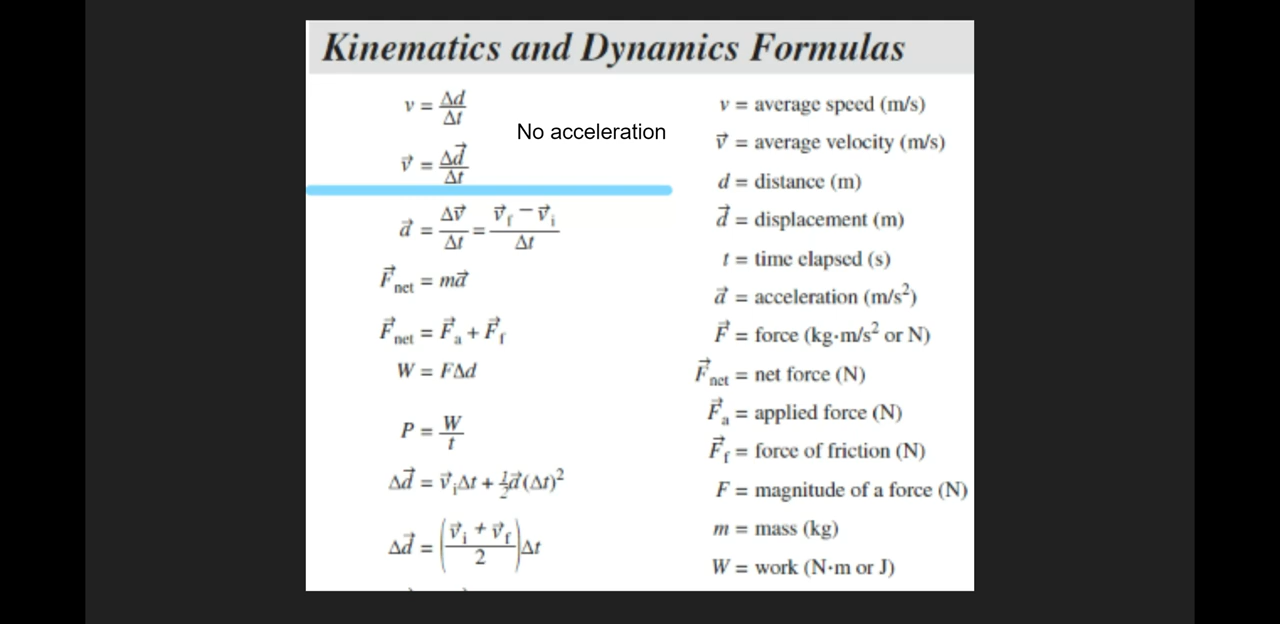 Kinematics and Dynamics Formulas
v = Δd/Δt
No acceleration
v⃗ = Δd⃗/Δt
a⃗ = Δv⃗/Δt = (v⃗f − v⃗i)/Δt
F⃗net = ma⃗
F⃗net = F⃗a + F⃗f
W = FΔd
P = W/t
Δd⃗ = v⃗iΔt + ½a⃗(Δt)²
Δd⃗ = ((v⃗i + v⃗f)/2)Δt
v = average speed (m/s)
v⃗ = average velocity (m/s)
d = distance (m)
d⃗ = displacement (m)
t = time elapsed (s)
a⃗ = acceleration (m/s²)
F⃗ = force (kg·m/s² or N)
F⃗net = net force (N)
F⃗a = applied force (N)
F⃗f = force of friction (N)
F = magnitude of a force (N)
m = mass (kg)
W = work (N·m or J)